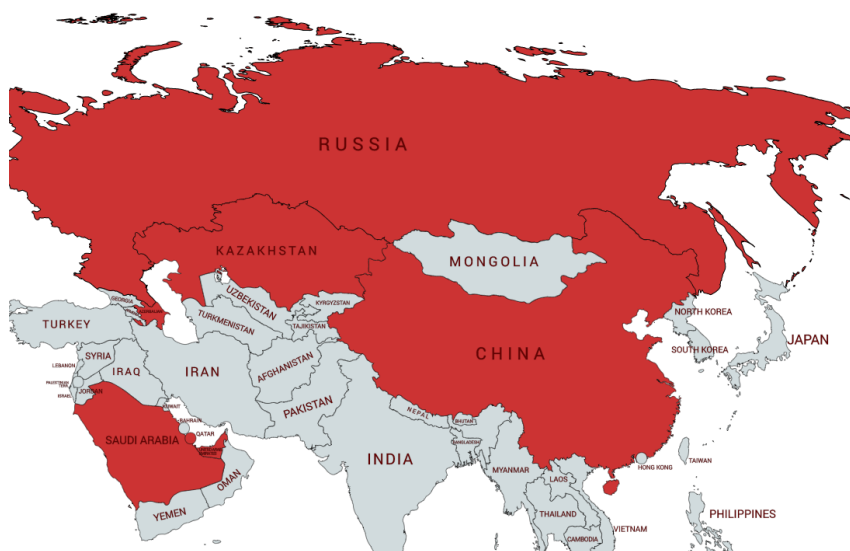 RUSSIA
KAZAKHSTAN
MONGOLIA
UZBEKISTAN
KYRGYZSTAN
GEORGIA
AZERBAIJAN
TURKEY
TURKMENISTAN
TAJIKISTAN
NORTH KOREA
JAPAN
SOUTH KOREA
CHINA
SYRIA
LEBANON
IRAQ
IRAN
AFGHANISTAN
ISRAEL
JORDAN
PAKISTAN
KUWAIT
NEPAL
BHUTAN
BAHRAIN
QATAR
SAUDI ARABIA
BANGLADESH
INDIA
OMAN
MYANMAR
HONG KONG
TAIWAN
LAOS
YEMEN
THAILAND
PHILIPPINES
VIETNAM
CAMBODIA